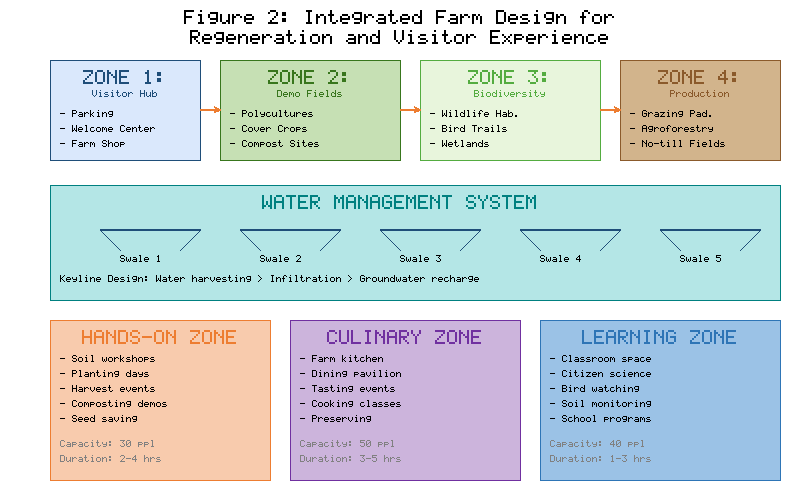 Figure 2: Integrated Farm Design for
Regeneration and Visitor Experience
ZONE 1:
Visitor Hub
- Parking
- Welcome Center
- Farm Shop
ZONE 2:
Demo Fields
- Polycultures
- Cover Crops
- Compost Sites
ZONE 3:
Biodiversity
- Wildlife Hab.
- Bird Trails
- Wetlands
ZONE 4:
Production
- Grazing Pad.
- Agroforestry
- No-till Fields
WATER MANAGEMENT SYSTEM
Swale 1
Swale 2
Swale 3
Swale 4
Swale 5
Keyline Design: Water harvesting > Infiltration > Groundwater recharge
HANDS-ON ZONE
- Soil workshops
- Planting days
- Harvest events
- Composting demos
- Seed saving
Capacity: 30 ppl
Duration: 2-4 hrs
CULINARY ZONE
- Farm kitchen
- Dining pavilion
- Tasting events
- Cooking classes
- Preserving
Capacity: 50 ppl
Duration: 3-5 hrs
LEARNING ZONE
- Classroom space
- Citizen science
- Bird watching
- Soil monitoring
- School programs
Capacity: 40 ppl
Duration: 1-3 hrs